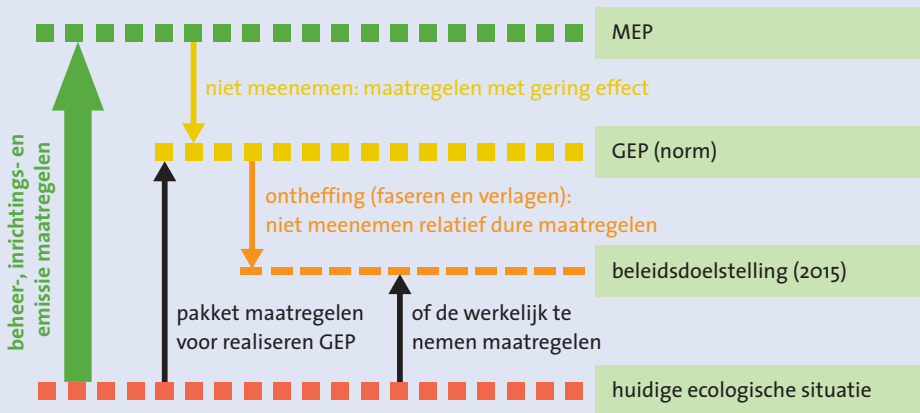 MEP
niet meenemen: maatregelen met gering effect
beheer-, inrichtings- en
emissie maatregelen
GEP (norm)
ontheffing (faseren en verlagen):
niet meenemen relatief dure maatregelen
beleidsdoelstelling (2015)
pakket maatregelen
voor realiseren GEP
of de werkelijk te
nemen maatregelen
huidige ecologische situatie